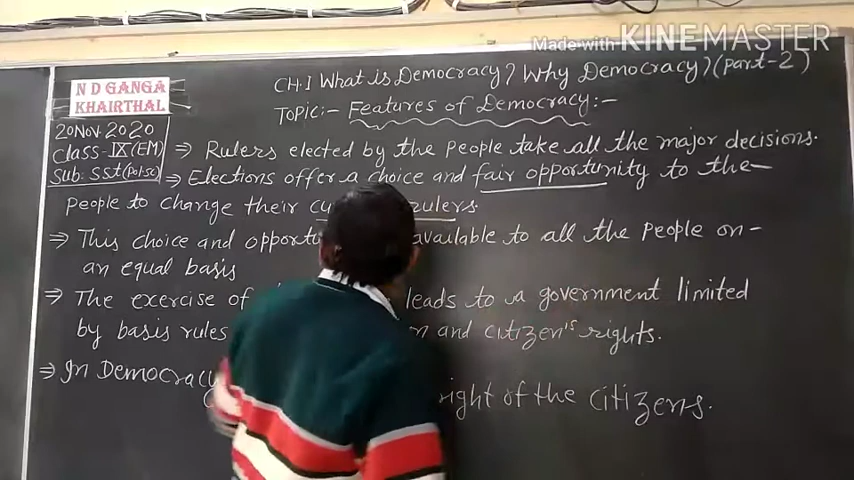 Made with KINEMASTER
CH.I What is Democracy? Why Democracy? (part-2)
N D GANGA
KHAIRTHAL
TOPIC:- Features of Democracy:-
20 Nov. 2020
Class-IX(EM)
Sub: SSt(Pol.Sc)
⇒ Rulers elected by the People take all the major decisions.
⇒ Elections offer a choice and fair opportunity to the-
People to change their rulers.
⇒ This choice and available to all the People on-
an equal basis
⇒ The exercise of leads to a government limited
by basis rules and citizen's rights.
⇒ In Democracy right of the citizens.